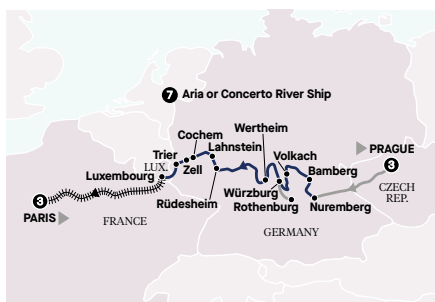 7 Aria or Concerto River Ship
Cochem
Wertheim
Lahnstein
Trier
Volkach
PRAGUE
3
LUX.
Zell
Bamberg
Luxembourg
CZECH
REP.
3
Würzburg
PARIS
Rüdesheim
Rothenburg
Nuremberg
FRANCE
GERMANY